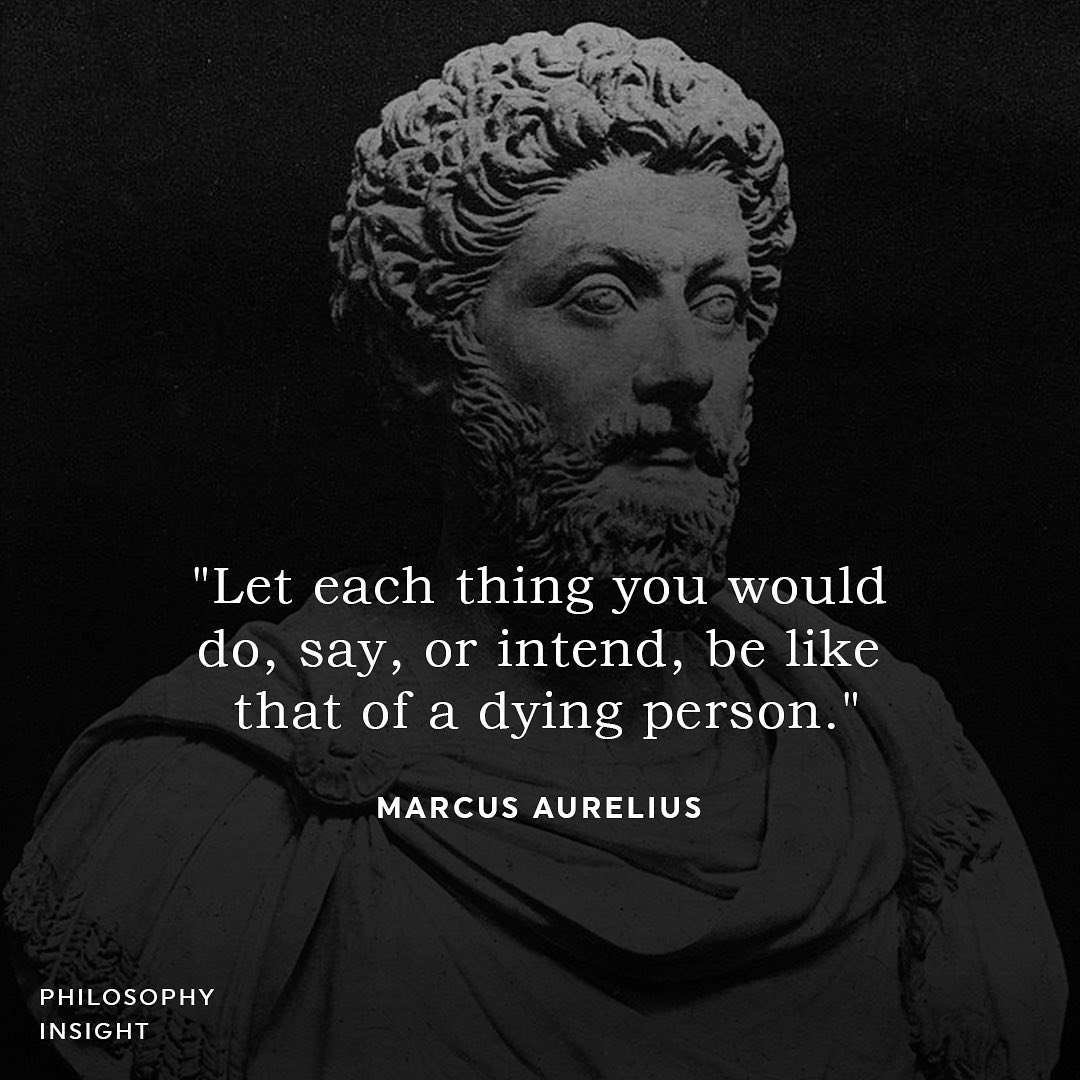 "Let each thing you would
do, say, or intend, be like
that of a dying person."
MARCUS AURELIUS
PHILOSOPHY
INSIGHT